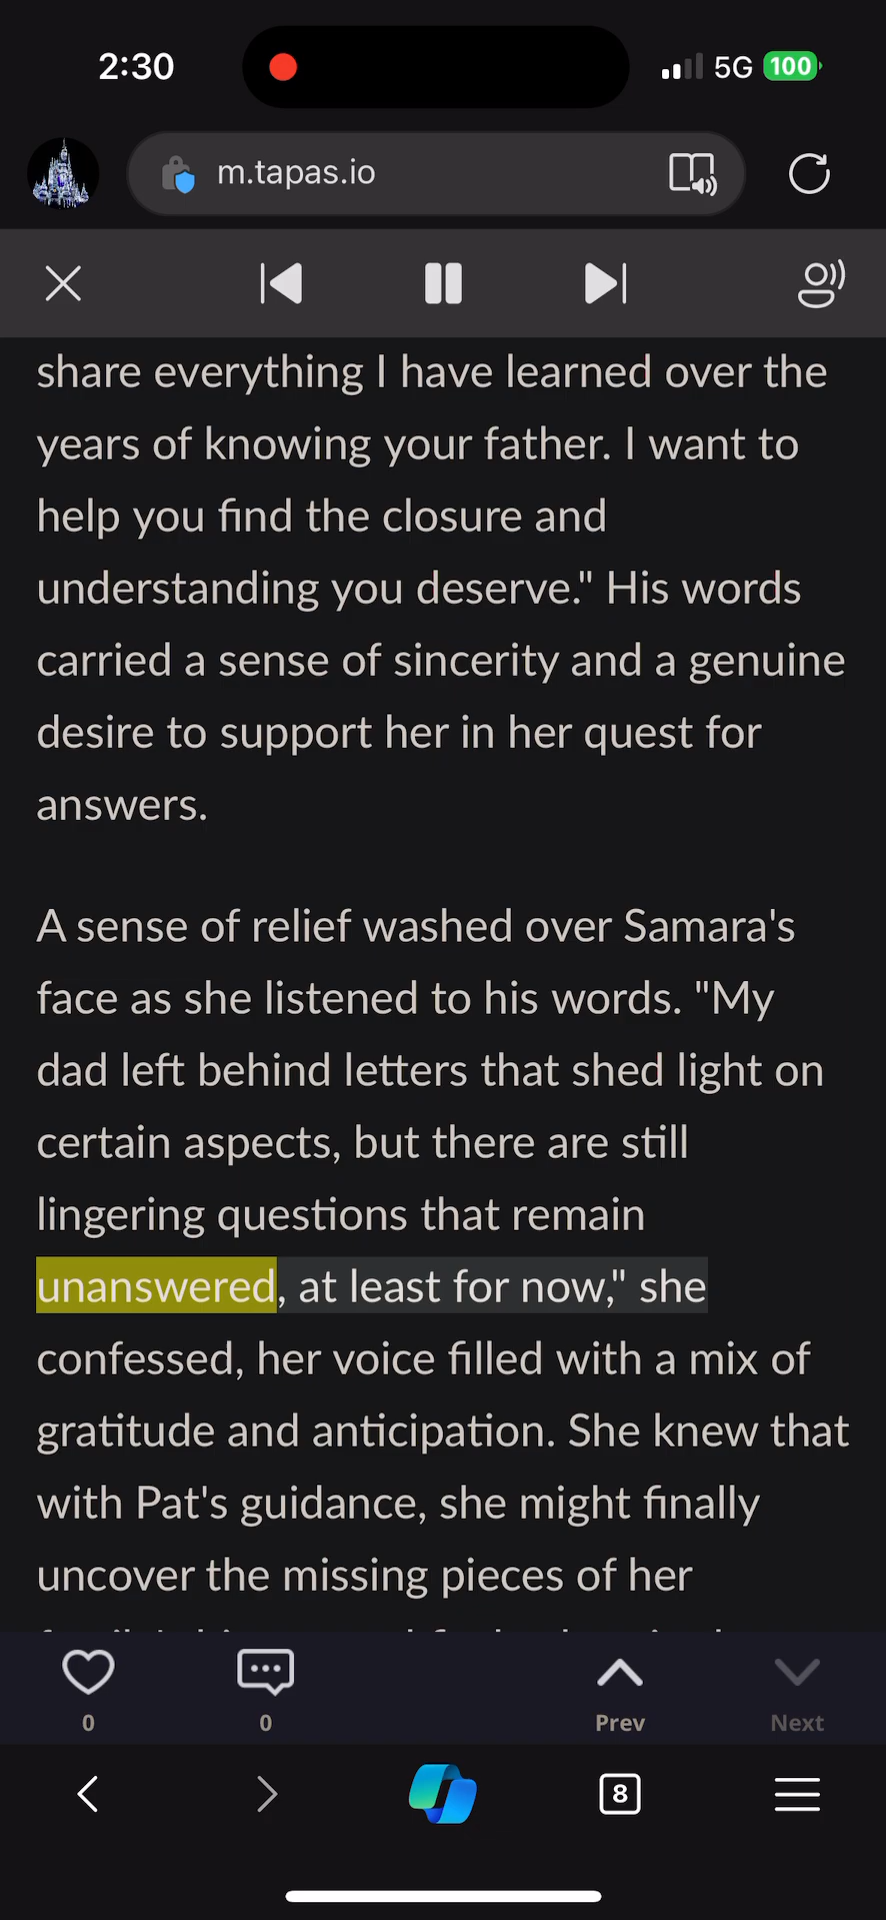 2:30
5G 100
m.tapas.io
share everything I have learned over the
years of knowing your father. I want to
help you find the closure and
understanding you deserve." His words
carried a sense of sincerity and a genuine
desire to support her in her quest for
answers.
A sense of relief washed over Samara's
face as she listened to his words. "My
dad left behind letters that shed light on
certain aspects, but there are still
lingering questions that remain
unanswered, at least for now," she
confessed, her voice filled with a mix of
gratitude and anticipation. She knew that
with Pat's guidance, she might finally
uncover the missing pieces of her
0 0 Prev Next
8